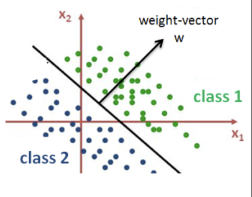 x₂
weight-vector
w
class 1
x₁
class 2